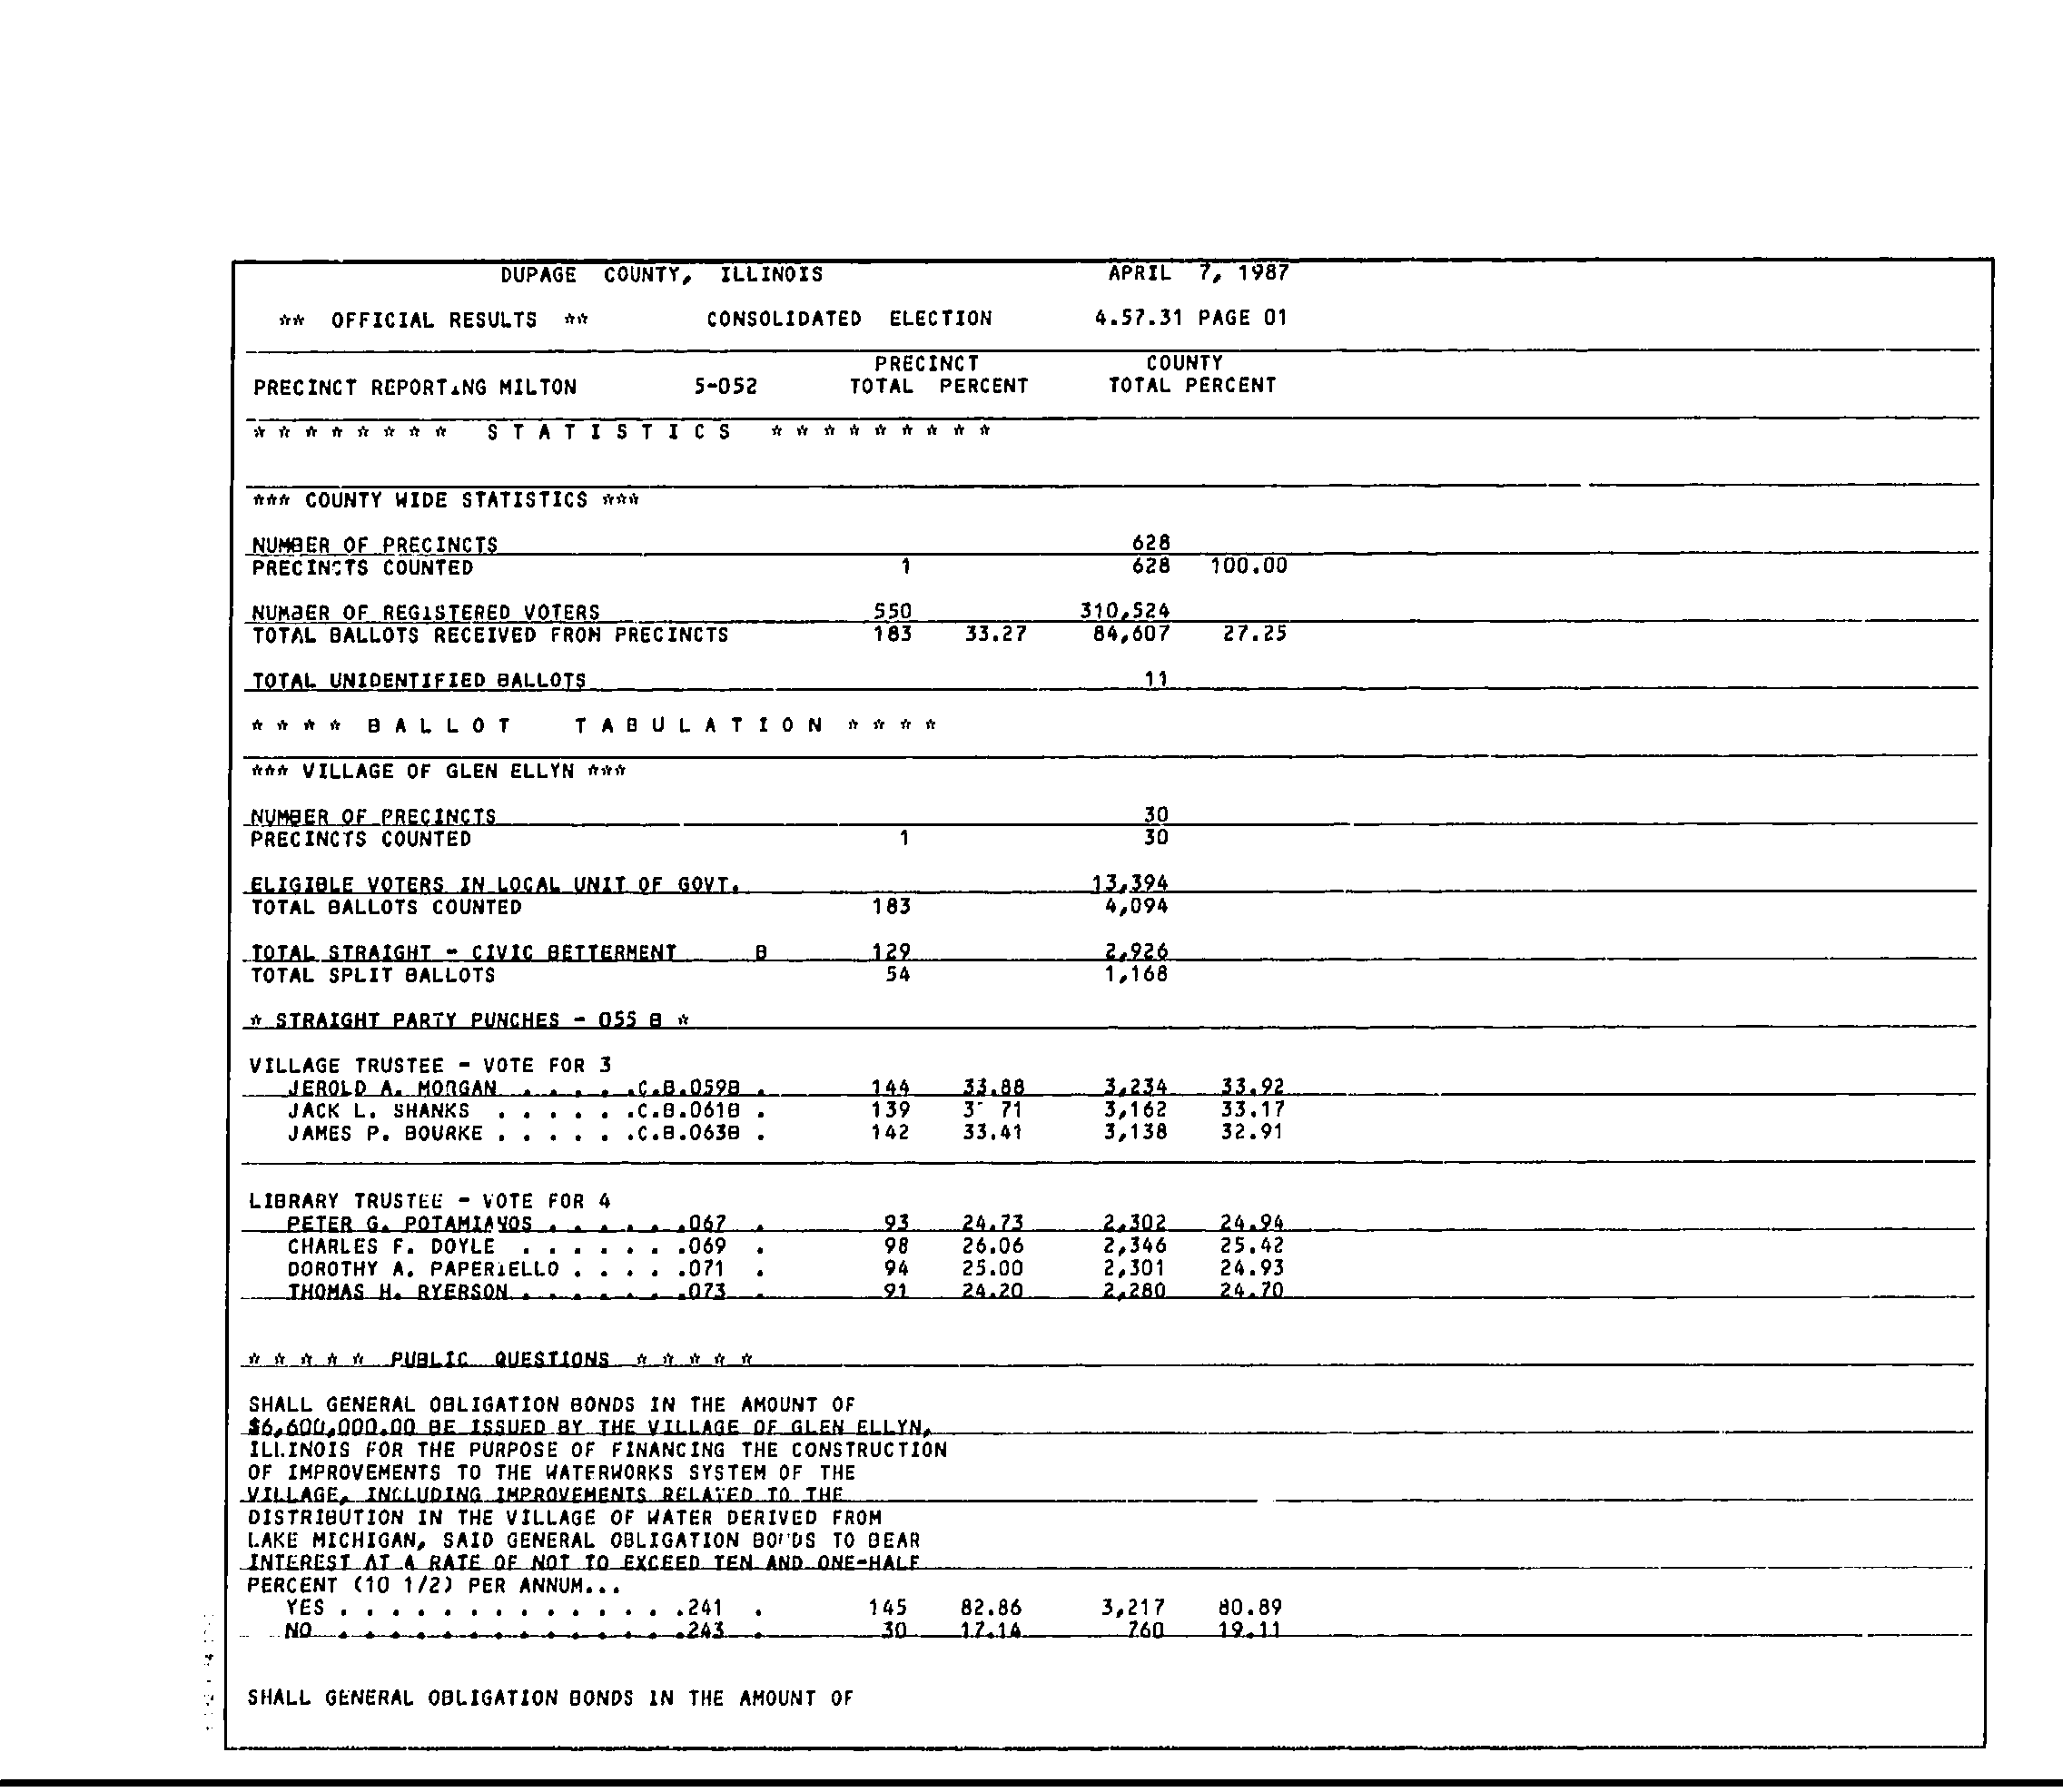 DUPAGE COUNTY, ILLINOIS APRIL 7, 1987
** OFFICIAL RESULTS ** CONSOLIDATED ELECTION 4.57.31 PAGE 01
PRECINCT COUNTY
PRECINCT REPORTING MILTON 5-052 TOTAL PERCENT TOTAL PERCENT
* * * * * * * * S T A T I S T I C S * * * * * * * * *
*** COUNTY WIDE STATISTICS ***
NUMBER OF PRECINCTS 628
PRECINCTS COUNTED 1 628 100.00
NUMBER OF REGISTERED VOTERS 550 310,524
TOTAL BALLOTS RECEIVED FROM PRECINCTS 183 33.27 84,607 27.25
TOTAL UNIDENTIFIED BALLOTS 11
* * * * B A L L O T T A B U L A T I O N * * * *
*** VILLAGE OF GLEN ELLYN ***
NUMBER OF PRECINCTS 30
PRECINCTS COUNTED 1 30
ELIGIBLE VOTERS IN LOCAL UNIT OF GOVT. 13,394
TOTAL BALLOTS COUNTED 183 4,094
TOTAL STRAIGHT - CIVIC BETTERMENT B 129 2,926
TOTAL SPLIT BALLOTS 54 1,168
* STRAIGHT PARTY PUNCHES - 055 B *
VILLAGE TRUSTEE - VOTE FOR 3
JEROLD A. MORGAN . . . . . .C.B.059B . 144 33.88 3,234 33.92
JACK L. SHANKS . . . . . .C.B.061B . 139 3 71 3,162 33.17
JAMES P. BOURKE . . . . . .C.B.063B . 142 33.41 3,138 32.91
LIBRARY TRUSTEE - VOTE FOR 4
PETER G. POTAMIANOS . . . . . .067 . 93 24.73 2,302 24.94
CHARLES F. DOYLE . . . . . . .069 . 98 26.06 2,346 25.42
DOROTHY A. PAPERIELLO . . . . .071 . 94 25.00 2,301 24.93
THOMAS H. RYERSON . . . . . . .073 . 91 24.20 2,280 24.70
* * * * * PUBLIC QUESTIONS * * * * *
SHALL GENERAL OBLIGATION BONDS IN THE AMOUNT OF
$6,600,000.00 BE ISSUED BY THE VILLAGE OF GLEN ELLYN,
ILLINOIS FOR THE PURPOSE OF FINANCING THE CONSTRUCTION
OF IMPROVEMENTS TO THE WATERWORKS SYSTEM OF THE
VILLAGE, INCLUDING IMPROVEMENTS RELATED TO THE
DISTRIBUTION IN THE VILLAGE OF WATER DERIVED FROM
LAKE MICHIGAN, SAID GENERAL OBLIGATION BONDS TO BEAR
INTEREST AT A RATE OF NOT TO EXCEED TEN AND ONE-HALF
PERCENT (10 1/2) PER ANNUM...
YES . . . . . . . . . . . . . .241 . 145 82.86 3,217 80.89
NO . . . . . . . . . . . . . .243 . 30 17.14 760 19.11
SHALL GENERAL OBLIGATION BONDS IN THE AMOUNT OF